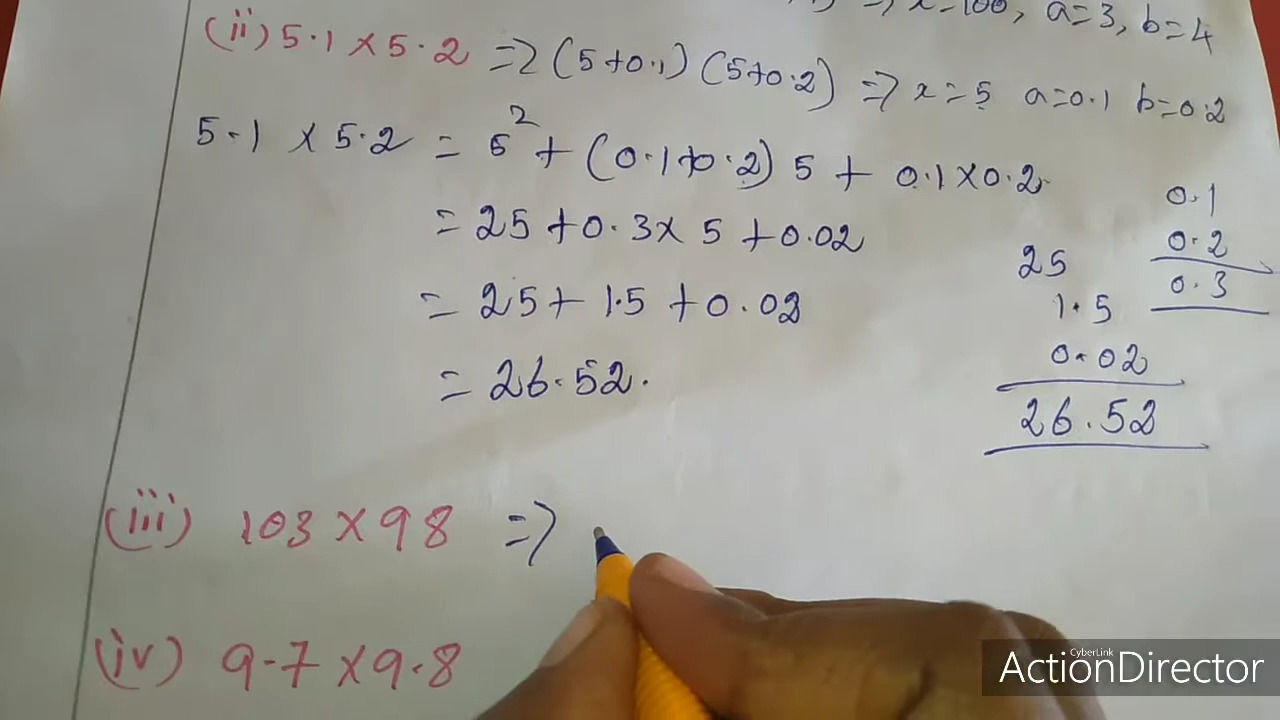 => x=100, a=3, b=4
(ii) 5.1 × 5.2 => (5+0.1) (5+0.2) => x=5 a=0.1 b=0.2
5.1 × 5.2 = 5² + (0.1+0.2) 5 + 0.1×0.2
= 25 + 0.3 × 5 + 0.02
= 25 + 1.5 + 0.02
= 26.52.
0.1
0.2
0.3
25
1.5
0.02
26.52
(iii) 103 × 98 =>
(iv) 9.7 × 9.8
CyberLink
ActionDirector